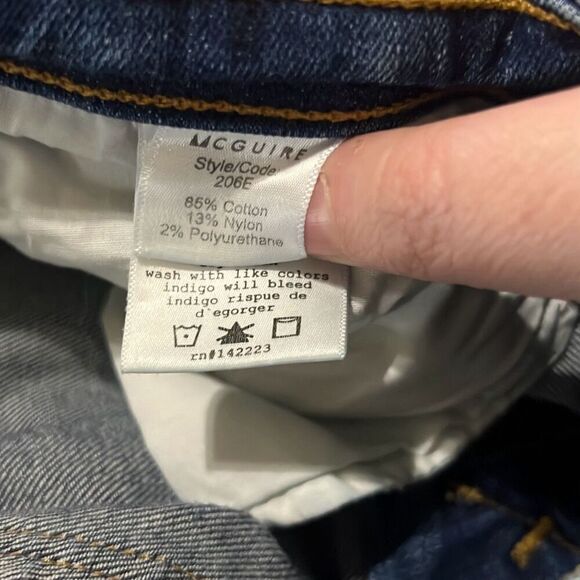 MCGUIRE
Style/Code
206E
85% Cotton
13% Nylon
2% Polyurethane
wash with like colors
indigo will bleed
indigo rispue de
d'egorger
rn#142223